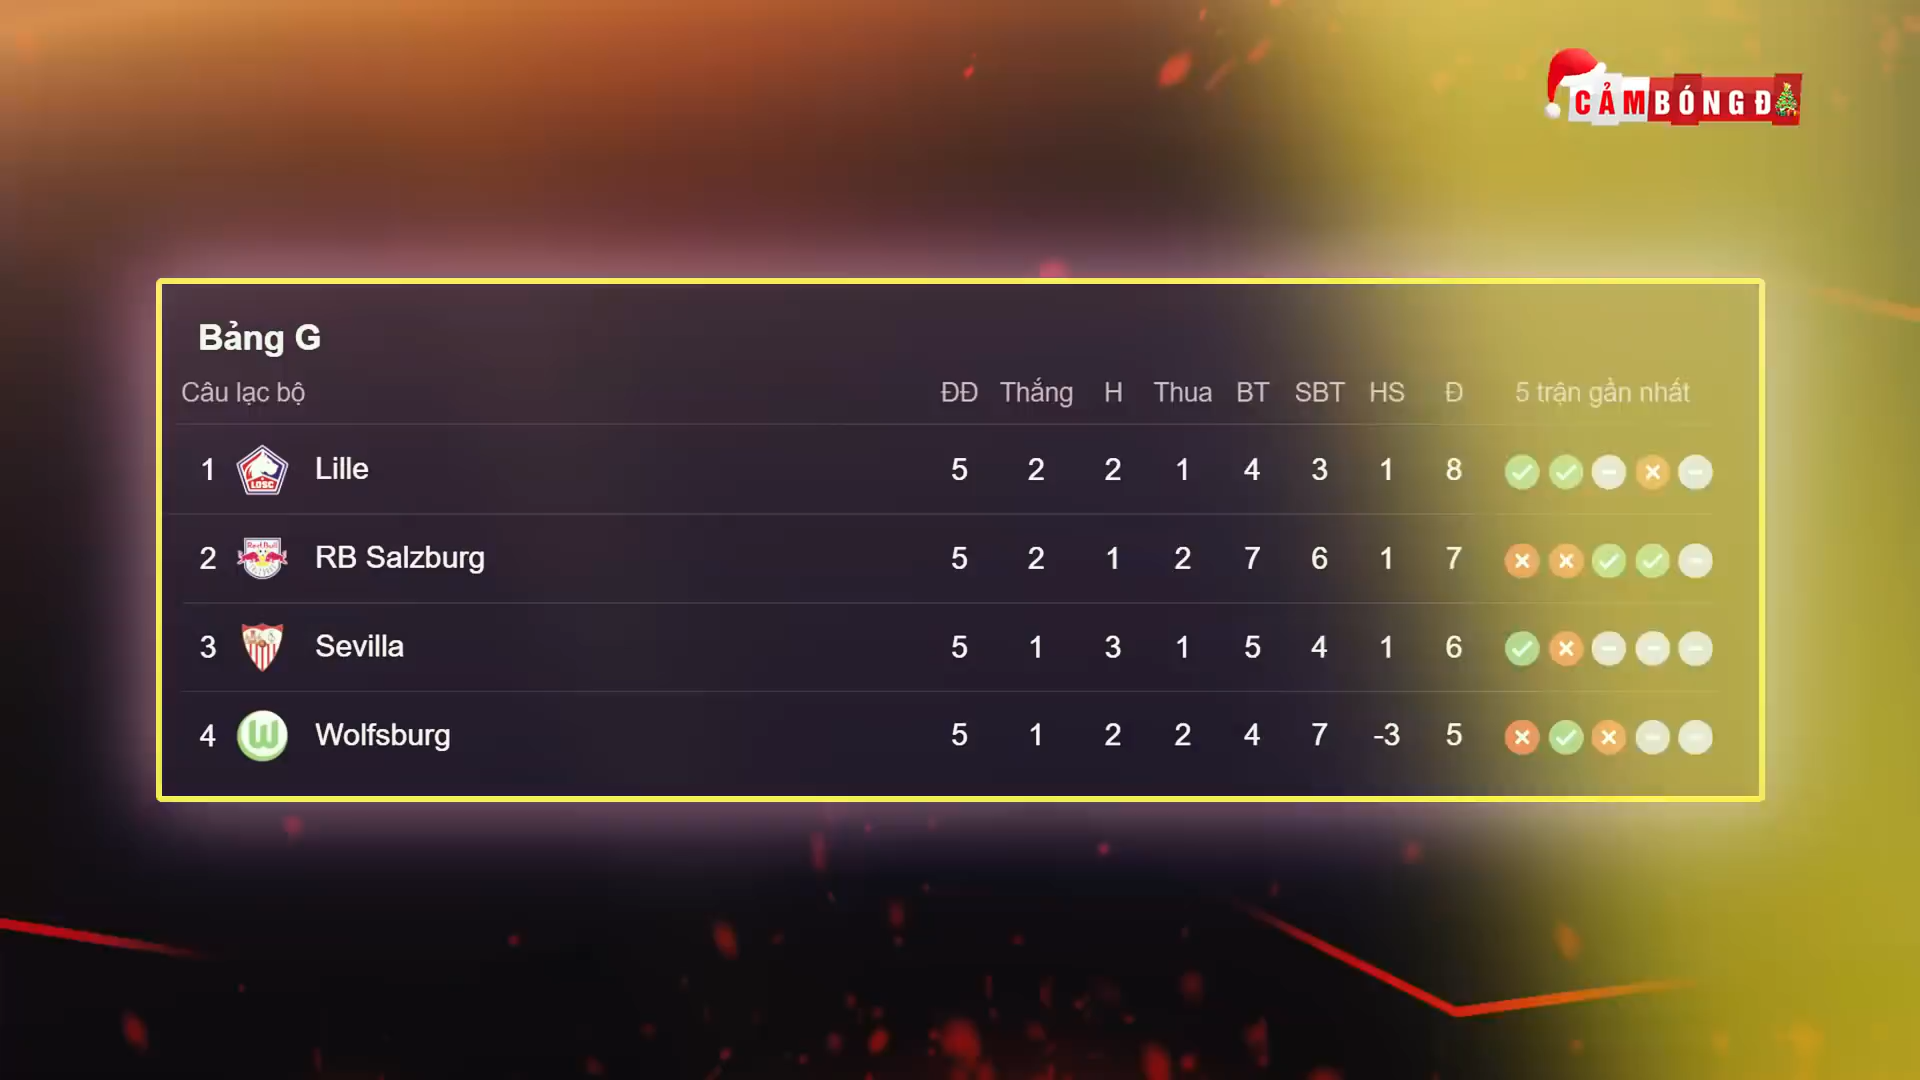 CẢM BÓNG Đ
Bảng G
Câu lạc bộ ĐĐ Thắng H Thua BT SBT HS Đ 5 trận gần nhất
1 LOSC Lille 5 2 2 1 4 3 1 8
2 RB Salzburg 5 2 1 2 7 6 1 7
3 Sevilla 5 1 3 1 5 4 1 6
4 W Wolfsburg 5 1 2 2 4 7 -3 5